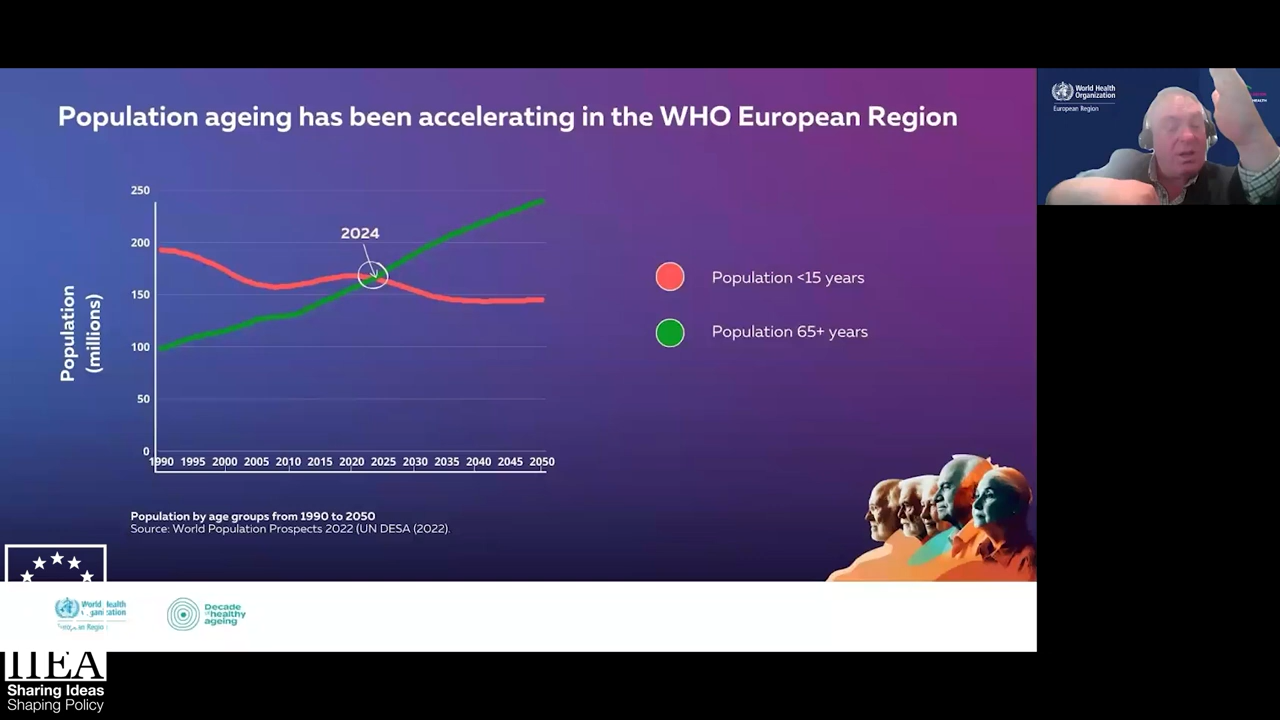 Population ageing has been accelerating in the WHO European Region
World Health
Organization
European Region
250
200
150
100
50
0
Population
(millions)
2024
1990 1995 2000 2005 2010 2015 2020 2025 2030 2035 2040 2045 2050
Population <15 years
Population 65+ years
Population by age groups from 1990 to 2050
Source: World Population Prospects 2022 (UN DESA (2022).
World Health
Decade
of healthy
ageing
IIEA
Sharing Ideas
Shaping Policy